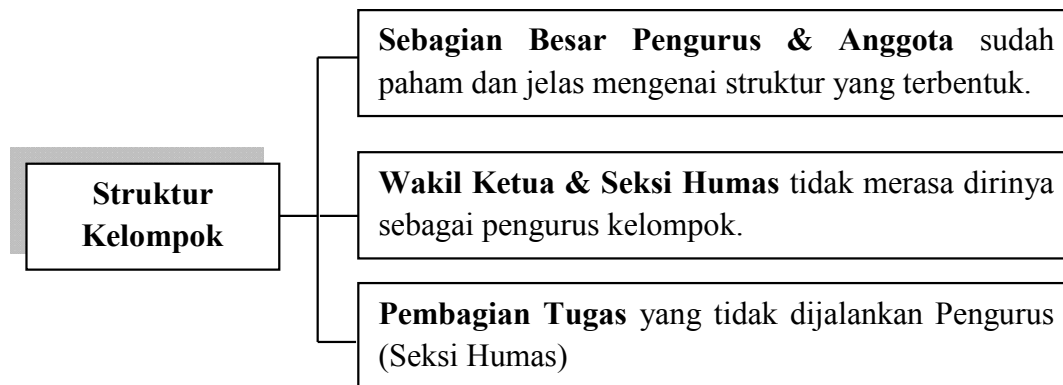 Sebagian Besar Pengurus & Anggota sudah
paham dan jelas mengenai struktur yang terbentuk.
Struktur
Kelompok
Wakil Ketua & Seksi Humas tidak merasa dirinya
sebagai pengurus kelompok.
Pembagian Tugas yang tidak dijalankan Pengurus
(Seksi Humas)